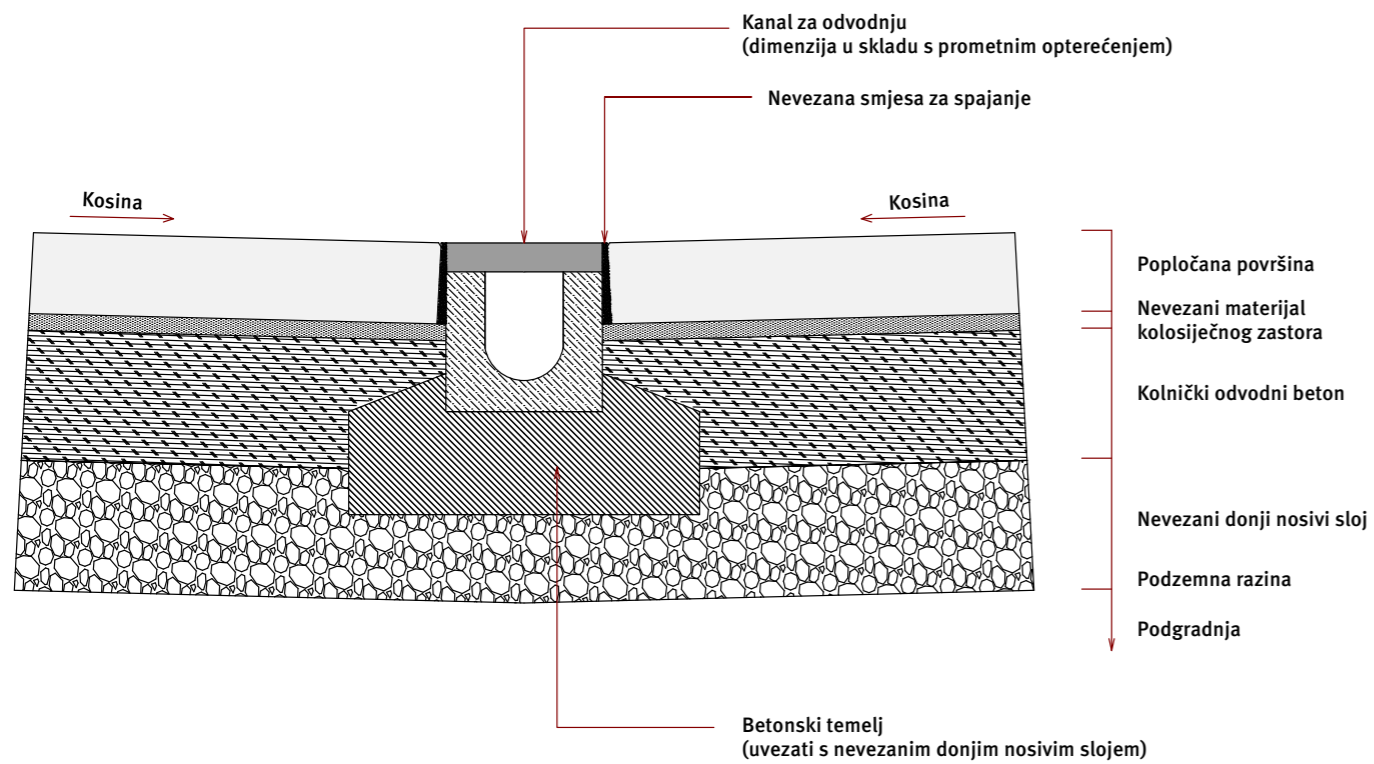 Kanal za odvodnju
(dimenzija u skladu s prometnim opterećenjem)
Nevezana smjesa za spajanje
Kosina
Kosina
Popločana površina
Nevezani materijal
kolosiječnog zastora
Kolnički odvodni beton
Nevezani donji nosivi sloj
Podzemna razina
Podgradnja
Betonski temelj
(uvezati s nevezanim donjim nosivim slojem)